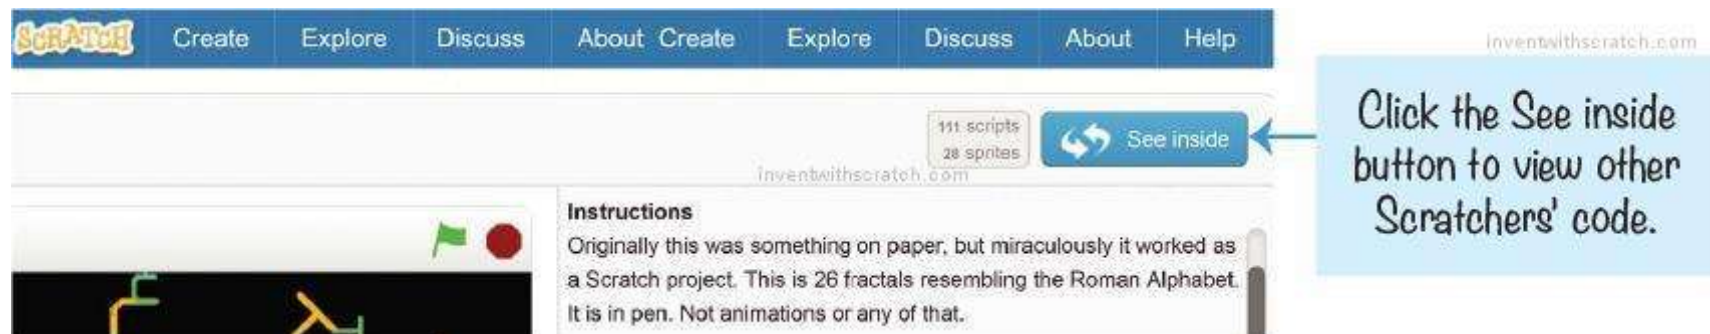 SCRATCH Create Explore Discuss About Create Explore Discuss About Help
inventwithscratch.com
Click the See inside
button to view other
Scratchers' code.
111 scripts
28 sprites
See inside
inventwithscratch.com
Instructions
Originally this was something on paper, but miraculously it worked as
a Scratch project. This is 26 fractals resembling the Roman Alphabet.
It is in pen. Not animations or any of that.